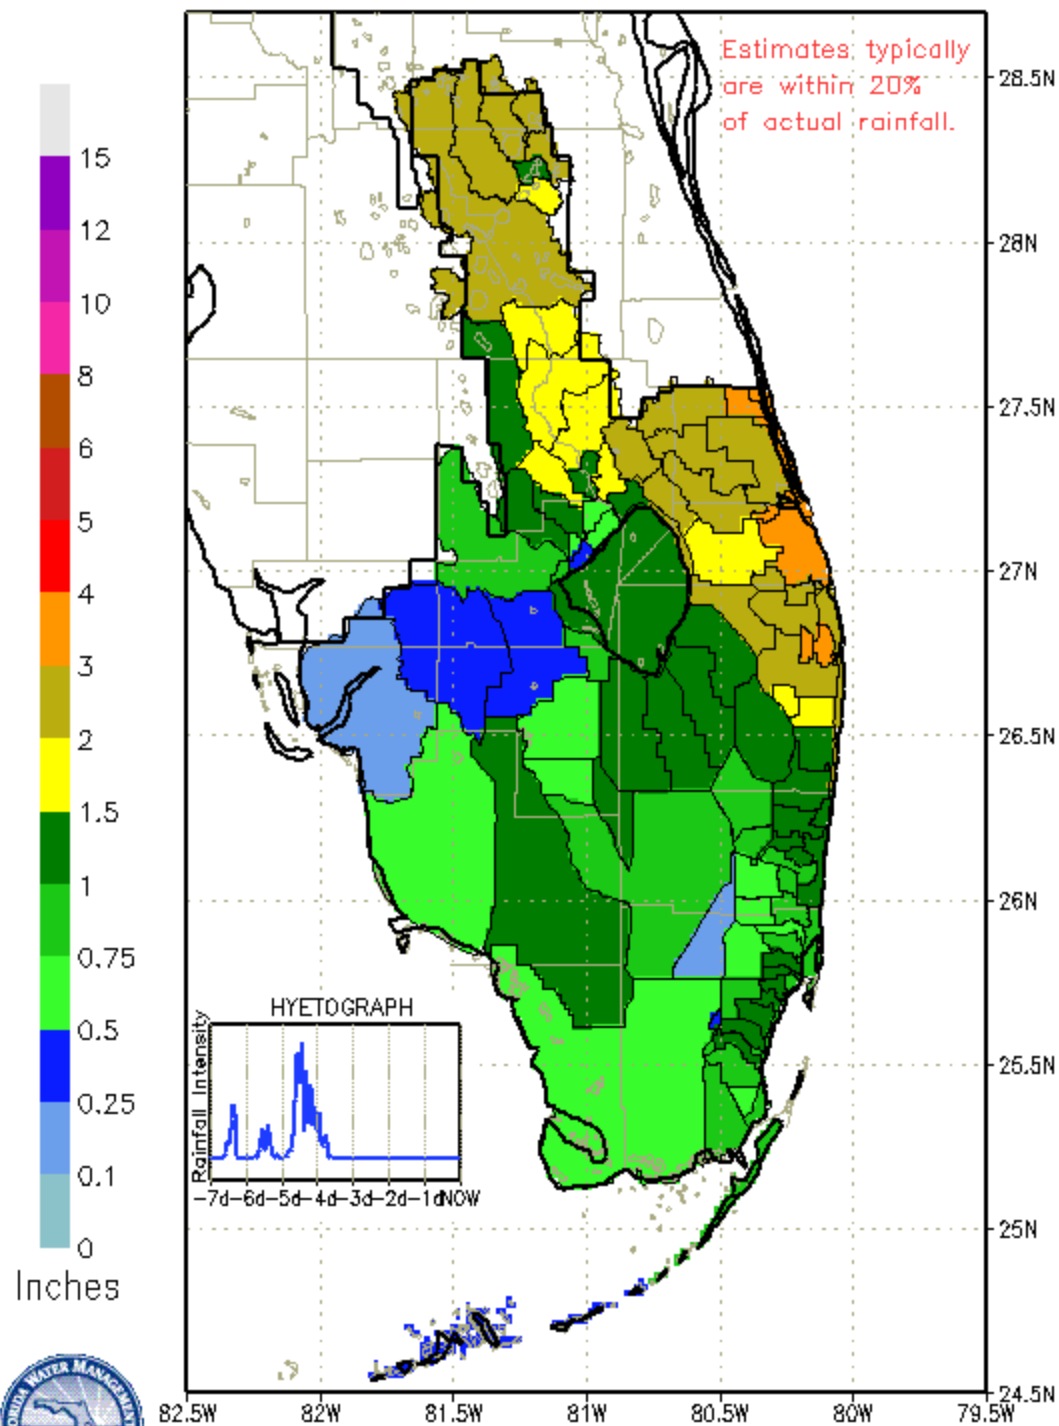 Estimates typically
are within 20%
of actual rainfall.
28.5N
28N
27.5N
27N
26.5N
26N
25.5N
25N
24.5N
15
12
10
8
6
5
4
3
2
1.5
1
0.75
0.5
0.25
0.1
0
Inches
HYETOGRAPH
Rainfall Intensity
-7d-6d-5d-4d-3d-2d-1dNOW
82.5W 82W 81.5W 81W 80.5W 80W 79.5W
WATER MANAGEMEN